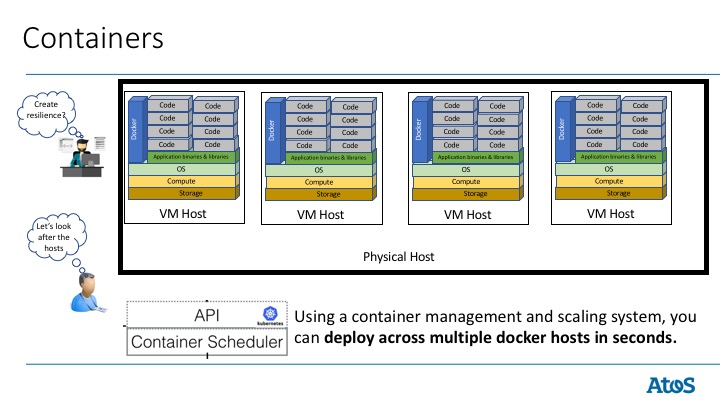 Containers
Create
resilience?
Let's look
after the
hosts
Docker
Code Code
Code Code
Code Code
Code Code
Application binaries & libraries
OS
Compute
Storage
VM Host
Docker
Code Code
Code Code
Code Code
Code Code
Application binaries & libraries
OS
Compute
Storage
VM Host
Docker
Code Code
Code Code
Code Code
Code Code
Application binaries & libraries
OS
Compute
Storage
VM Host
Docker
Code Code
Code Code
Code Code
Code Code
Application binaries & libraries
OS
Compute
Storage
VM Host
Physical Host
API
kubernetes
Container Scheduler
Using a container management and scaling system, you
can deploy across multiple docker hosts in seconds.
Atos